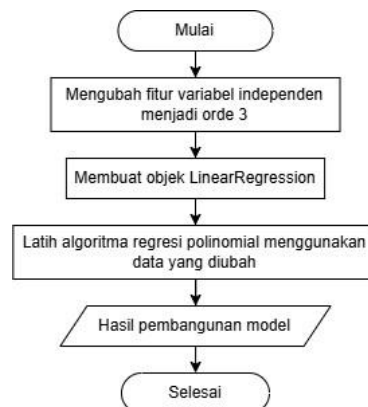 Mulai
Mengubah fitur variabel independen
menjadi orde 3
Membuat objek LinearRegression
Latih algoritma regresi polinomial menggunakan
data yang diubah
Hasil pembangunan model
Selesai